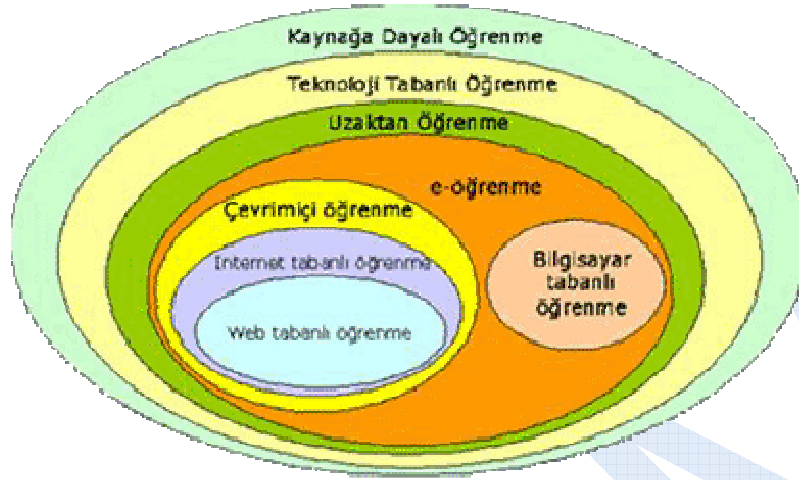 Kaynağa Dayalı Öğrenme
Teknoloji Tabanlı Öğrenme
Uzaktan Öğrenme
e-öğrenme
Çevrimiçi öğrenme
Internet tabanlı öğrenme
Web tabanlı öğrenme
Bilgisayar
tabanlı
öğrenme